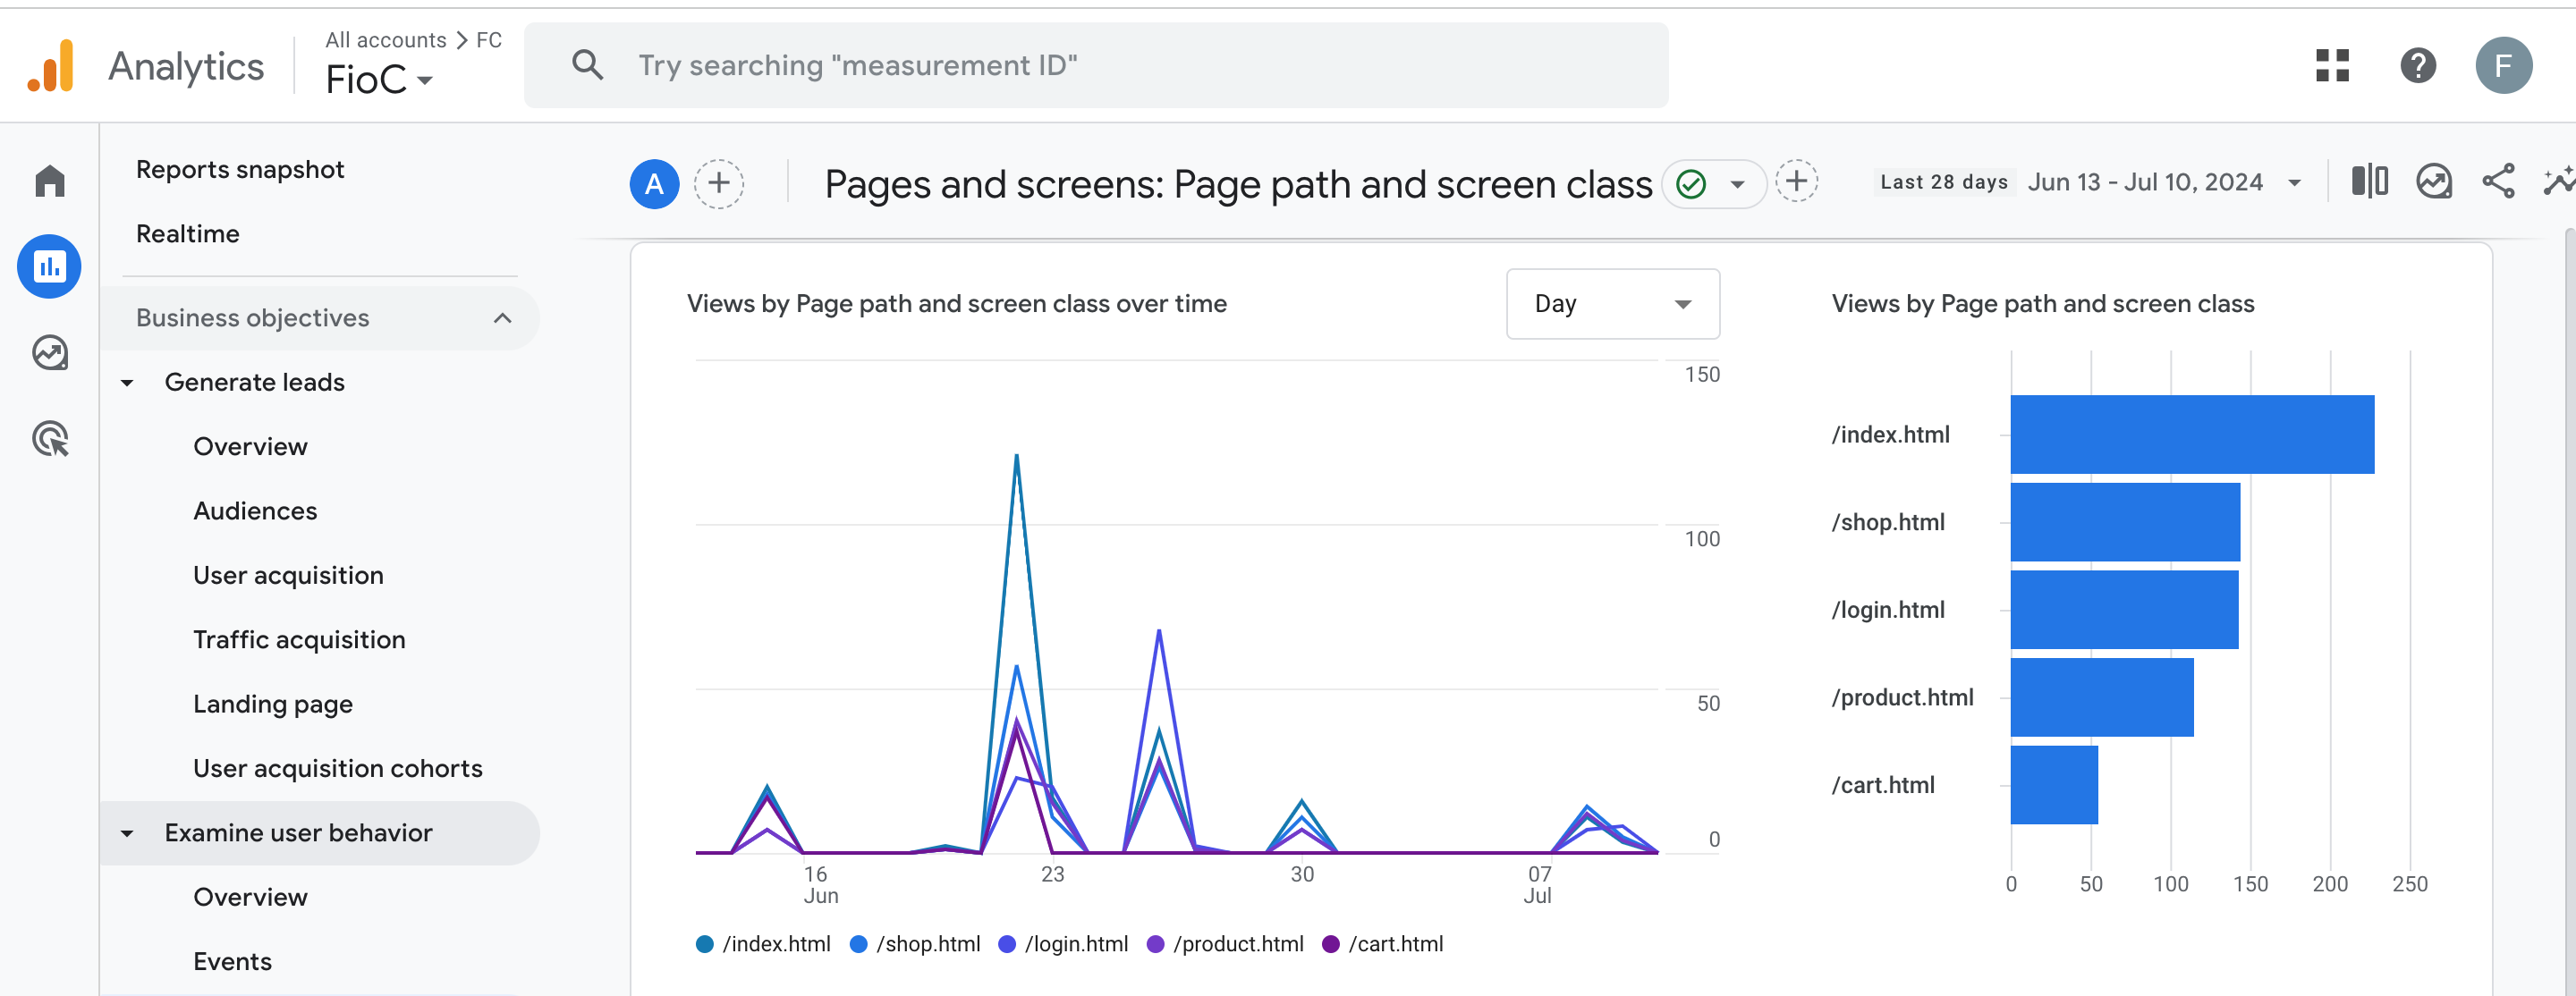 Analytics
All accounts > FC
FioC
Try searching "measurement ID"
?
F
Reports snapshot
Realtime
Business objectives
Generate leads
Overview
Audiences
User acquisition
Traffic acquisition
Landing page
User acquisition cohorts
Examine user behavior
Overview
Events
A
Pages and screens: Page path and screen class
Last 28 days Jun 13 - Jul 10, 2024
Views by Page path and screen class over time
Day
150
100
50
0
16 23 30 07
Jun Jul
/index.html /shop.html /login.html /product.html /cart.html
Views by Page path and screen class
/index.html
/shop.html
/login.html
/product.html
/cart.html
0 50 100 150 200 250